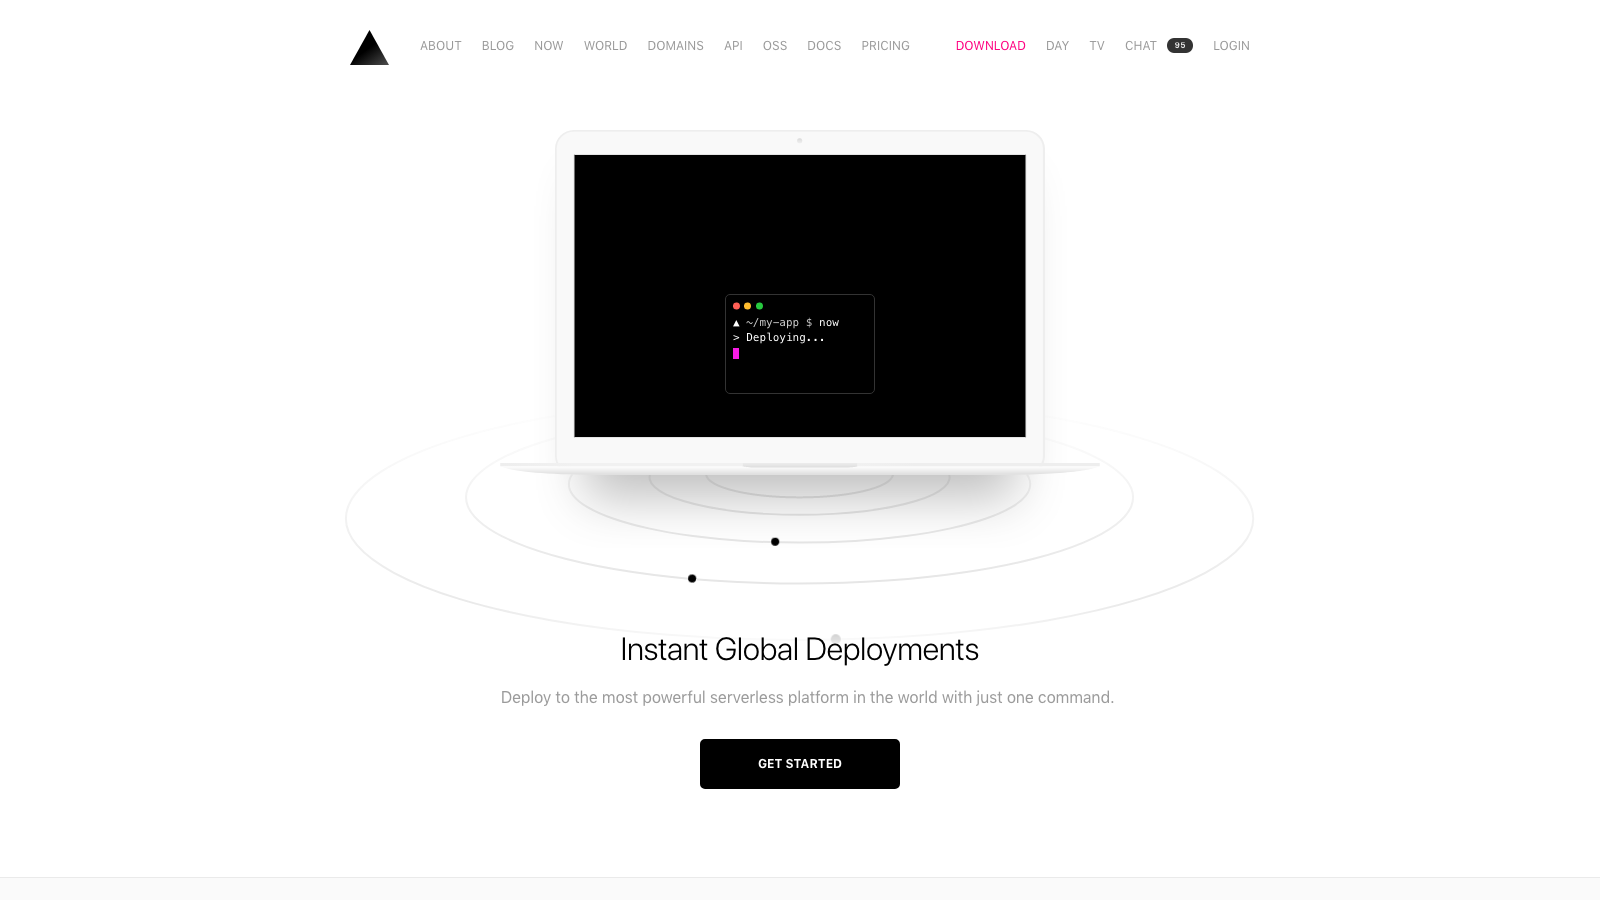 ABOUT BLOG NOW WORLD DOMAINS API OSS DOCS PRICING DOWNLOAD DAY TV CHAT 95 LOGIN
▲ ~/my-app $ now
> Deploying...
Instant Global Deployments
Deploy to the most powerful serverless platform in the world with just one command.
GET STARTED